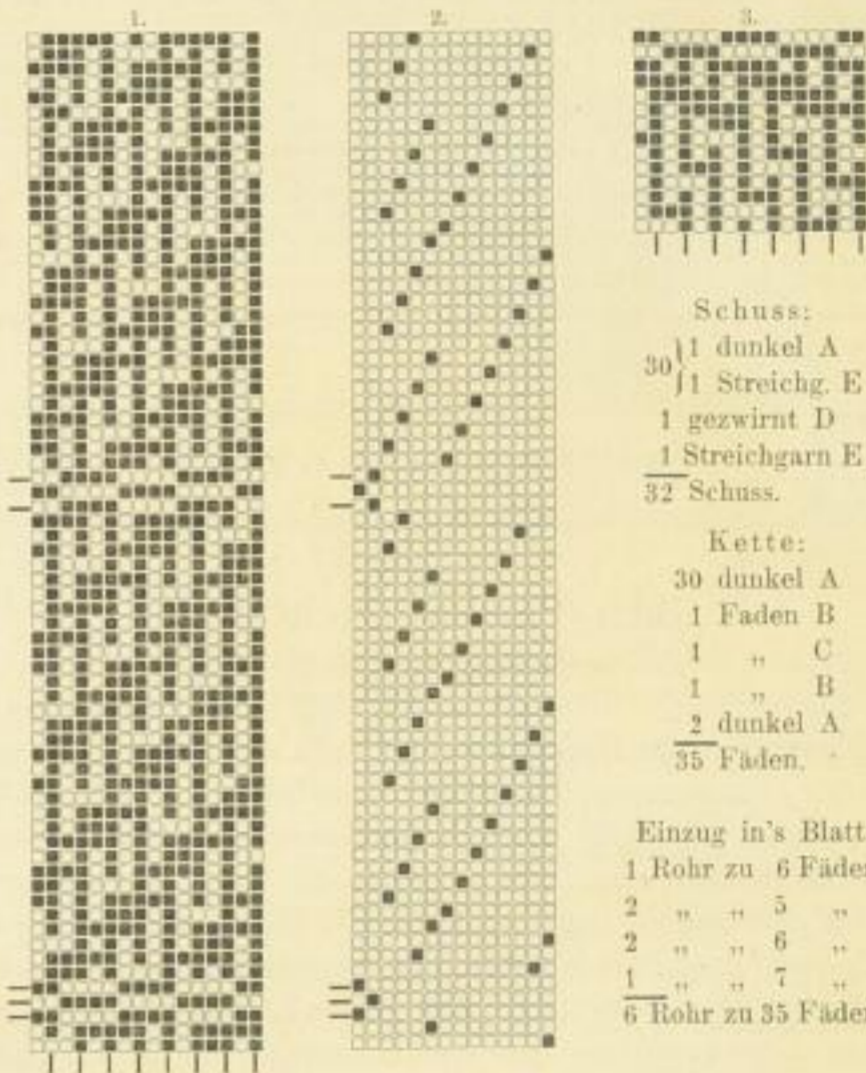 1.
2.
3.
Schuss:
30 1 dunkel A
1 Streichg. E
1 gezwirnt D
1 Streichgarn E
32 Schuss.
Kette:
30 dunkel A
1 Faden B
1 „ C
1 „ B
2 dunkel A
35 Fäden.
Einzug in's Blatt
1 Rohr zu 6 Fäden
2 „ „ 5 „
2 „ „ 6 „
1 „ „ 7 „
6 Rohr zu 35 Fäden